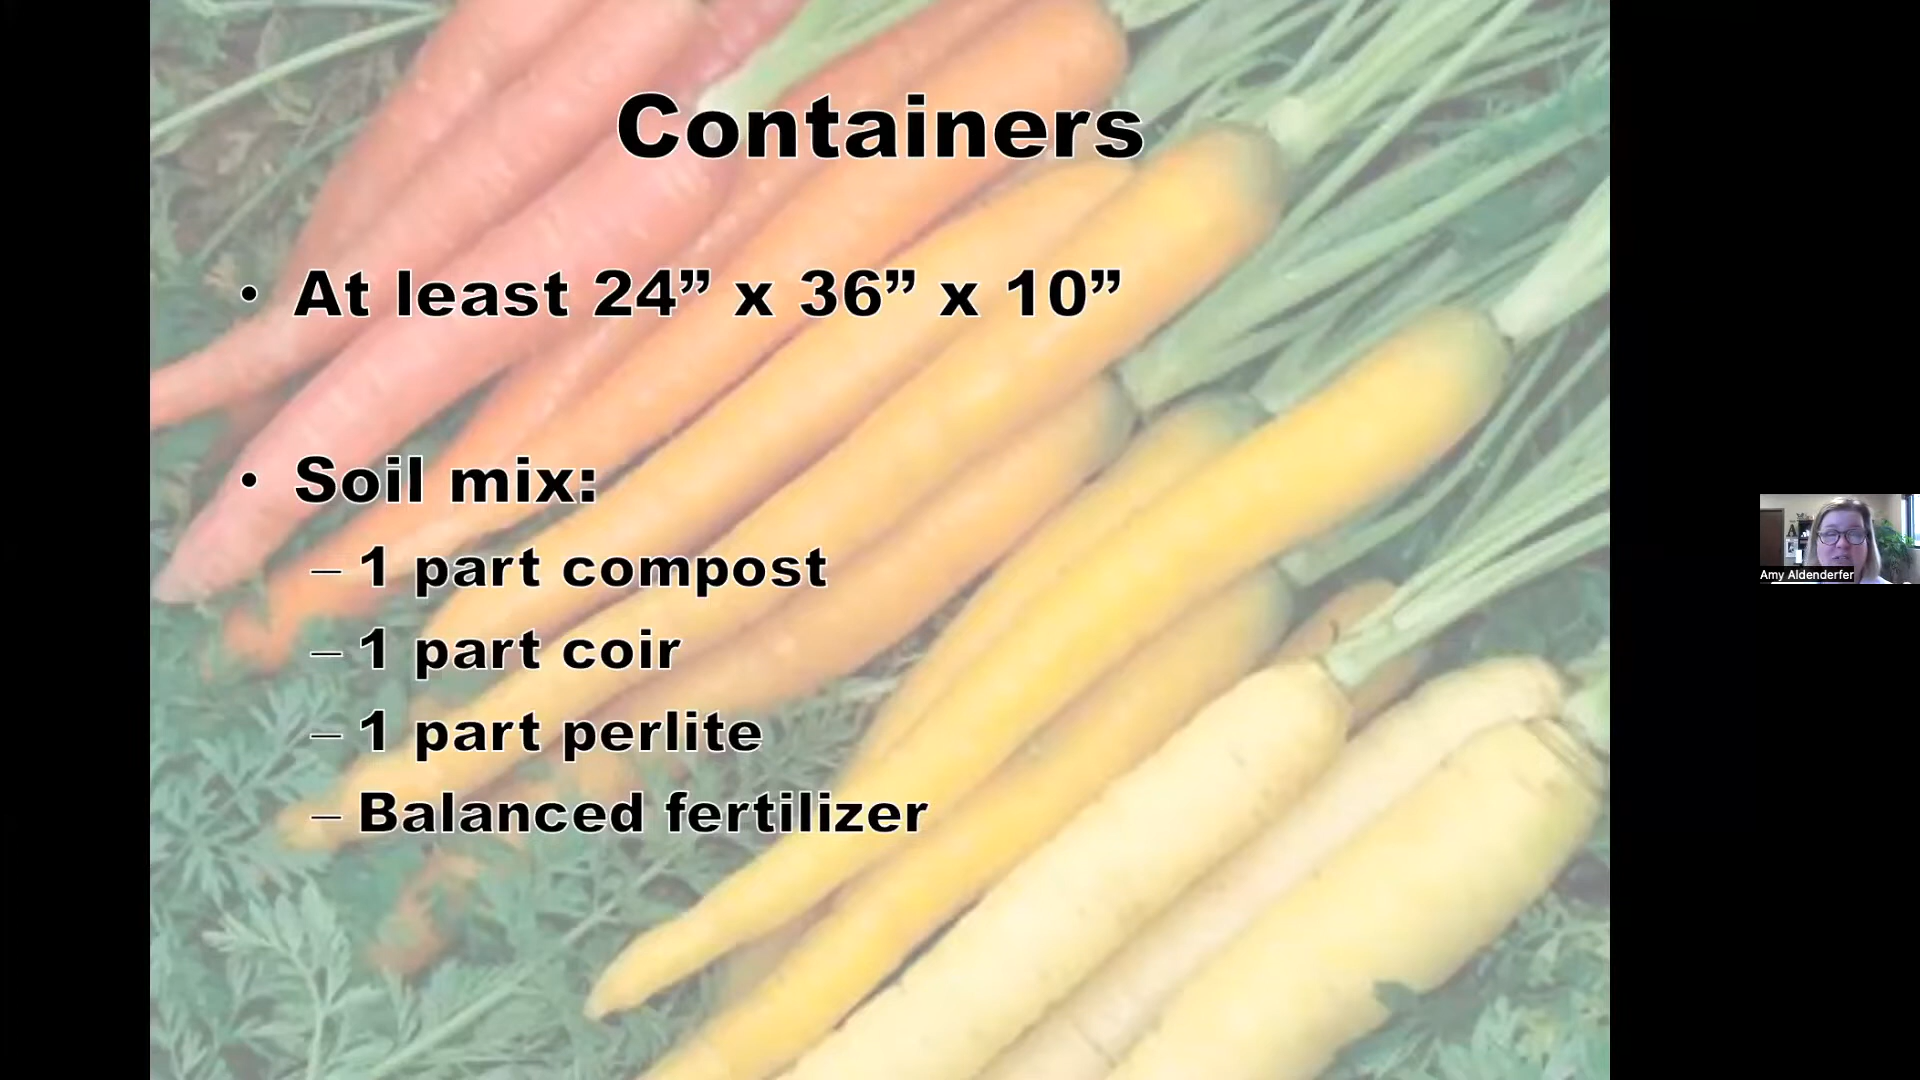 Containers
• At least 24” x 36” x 10”
• Soil mix:
– 1 part compost
– 1 part coir
– 1 part perlite
– Balanced fertilizer
Amy Aldenderfer